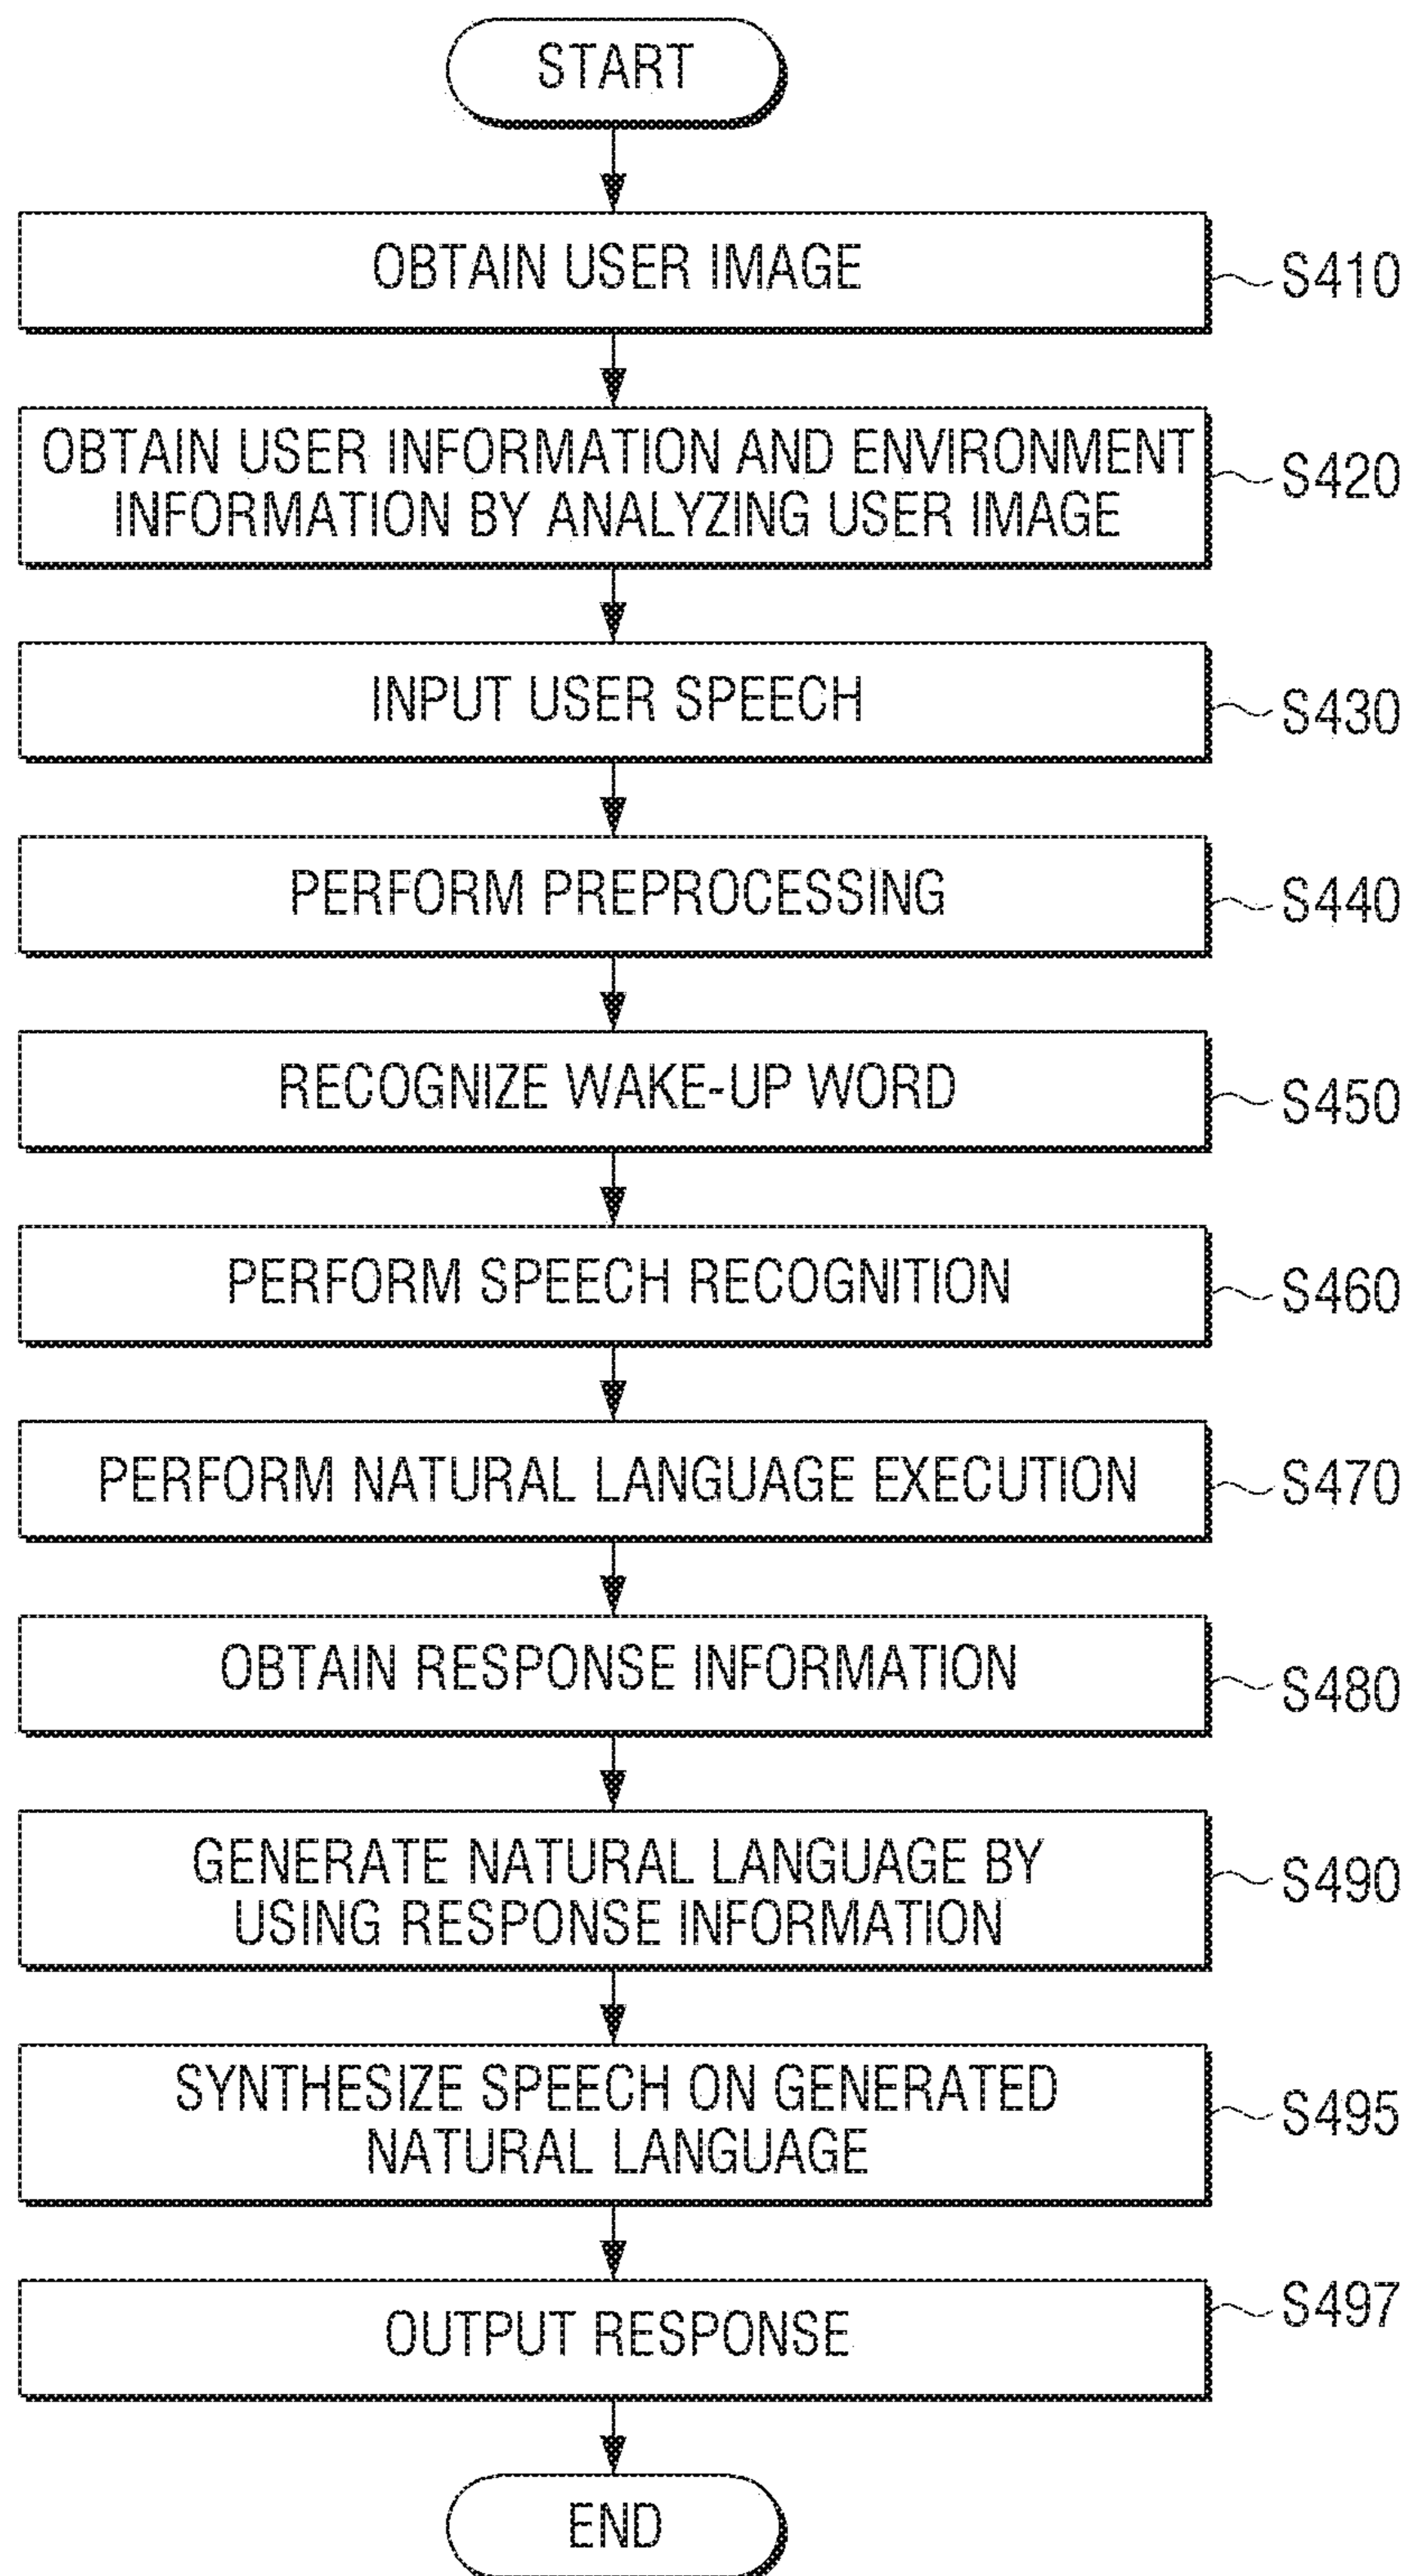 START
OBTAIN USER IMAGE
S410
OBTAIN USER INFORMATION AND ENVIRONMENT
INFORMATION BY ANALYZING USER IMAGE
S420
INPUT USER SPEECH
S430
PERFORM PREPROCESSING
S440
RECOGNIZE WAKE-UP WORD
S450
PERFORM SPEECH RECOGNITION
S460
PERFORM NATURAL LANGUAGE EXECUTION
S470
OBTAIN RESPONSE INFORMATION
S480
GENERATE NATURAL LANGUAGE BY
USING RESPONSE INFORMATION
S490
SYNTHESIZE SPEECH ON GENERATED
NATURAL LANGUAGE
S495
OUTPUT RESPONSE
S497
END